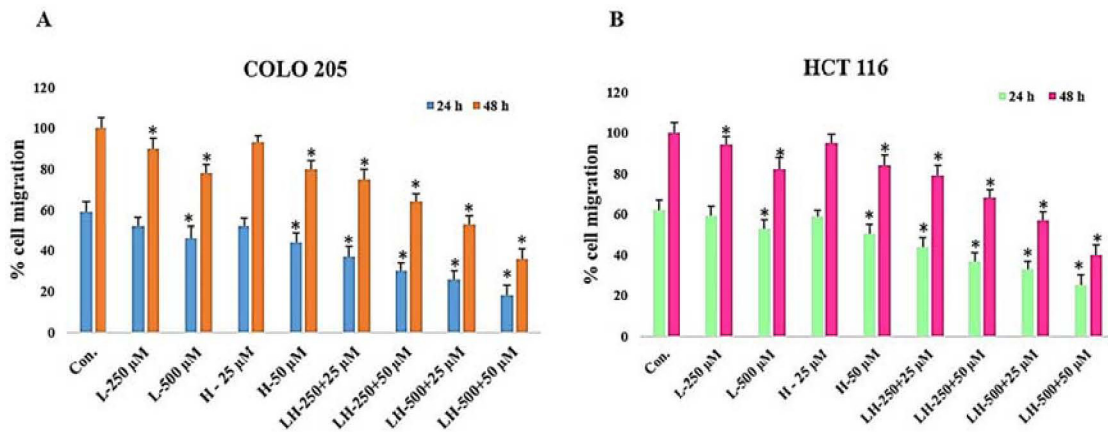 A
COLO 205
24 h 48 h
% cell migration
120
100
80
60
40
20
0
* * * * * * *
* * * * * *
Con.
L-250 µM
L-500 µM
H - 25 µM
H-50 µM
LH-250+25 µM
LH-250+50 µM
LH-500+25 µM
LH-500+50 µM
B
HCT 116
24 h 48 h
% cell migration
120
100
80
60
40
20
0
* * * * * * *
* * * * * *
Con.
L-250 µM
L-500 µM
H - 25 µM
H-50 µM
LH-250+25 µM
LH-250+50 µM
LH-500+25 µM
LH-500+50 µM